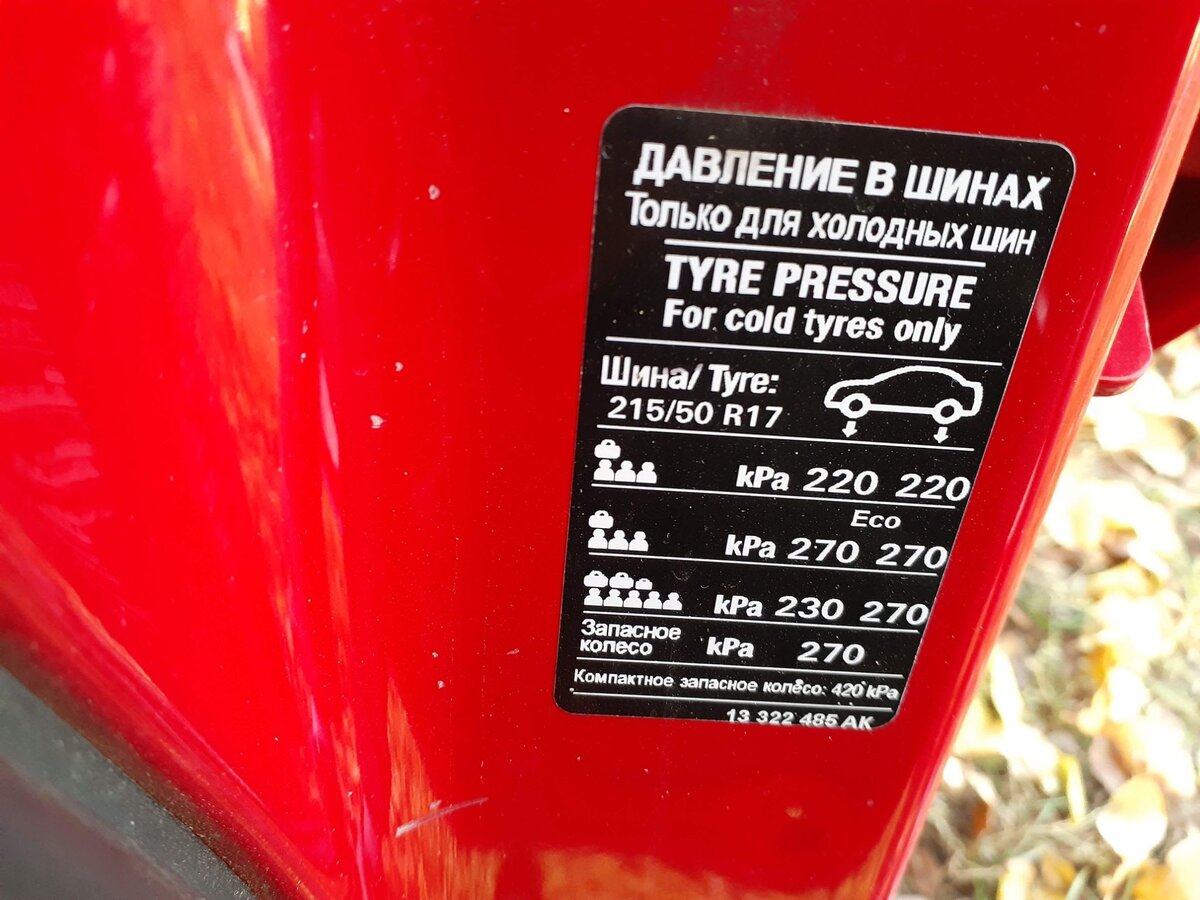 ДАВЛЕНИЕ В ШИНАХ
Только для холодных шин
TYRE PRESSURE
For cold tyres only
Шина/ Tyre:
215/50 R17
kPa 220 220
Eco
kPa 270 270
kPa 230 270
Запасное колесо kPa 270
Компактное запасное колесо: 420 kPa
13 322 485 AK